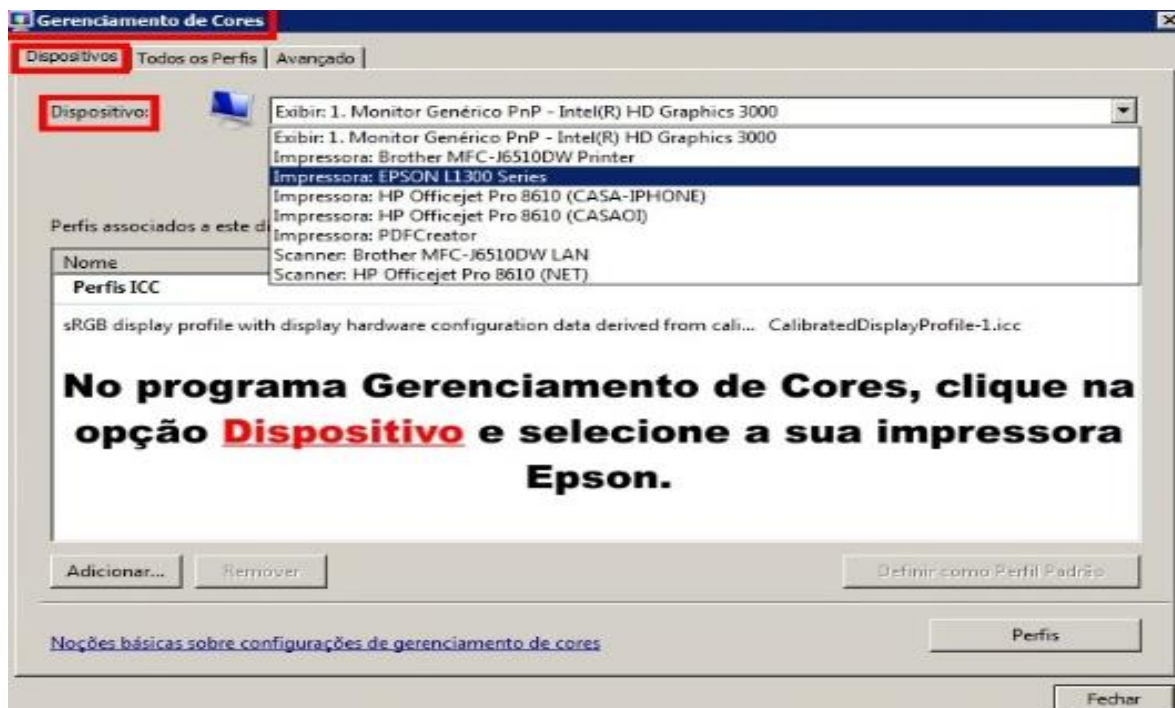 Gerenciamento de Cores
Dispositivos Todos os Perfis Avançado
Dispositivo: Exibir: 1. Monitor Genérico PnP - Intel(R) HD Graphics 3000
Exibir: 1. Monitor Genérico PnP - Intel(R) HD Graphics 3000
Impressora: Brother MFC-J6510DW Printer
Impressora: EPSON L1300 Series
Impressora: HP Officejet Pro 8610 (CASA-IPHONE)
Impressora: HP Officejet Pro 8610 (CASAOI)
Impressora: PDFCreator
Scanner: Brother MFC-J6510DW LAN
Scanner: HP Officejet Pro 8610 (NET)
Perfis associados a este di
Nome
Perfis ICC
sRGB display profile with display hardware configuration data derived from cali... CalibratedDisplayProfile-1.icc
No programa Gerenciamento de Cores, clique na
opção Dispositivo e selecione a sua impressora
Epson.
Adicionar... Remover Definir como Perfil Padrão
Noções básicas sobre configurações de gerenciamento de cores Perfis
Fechar